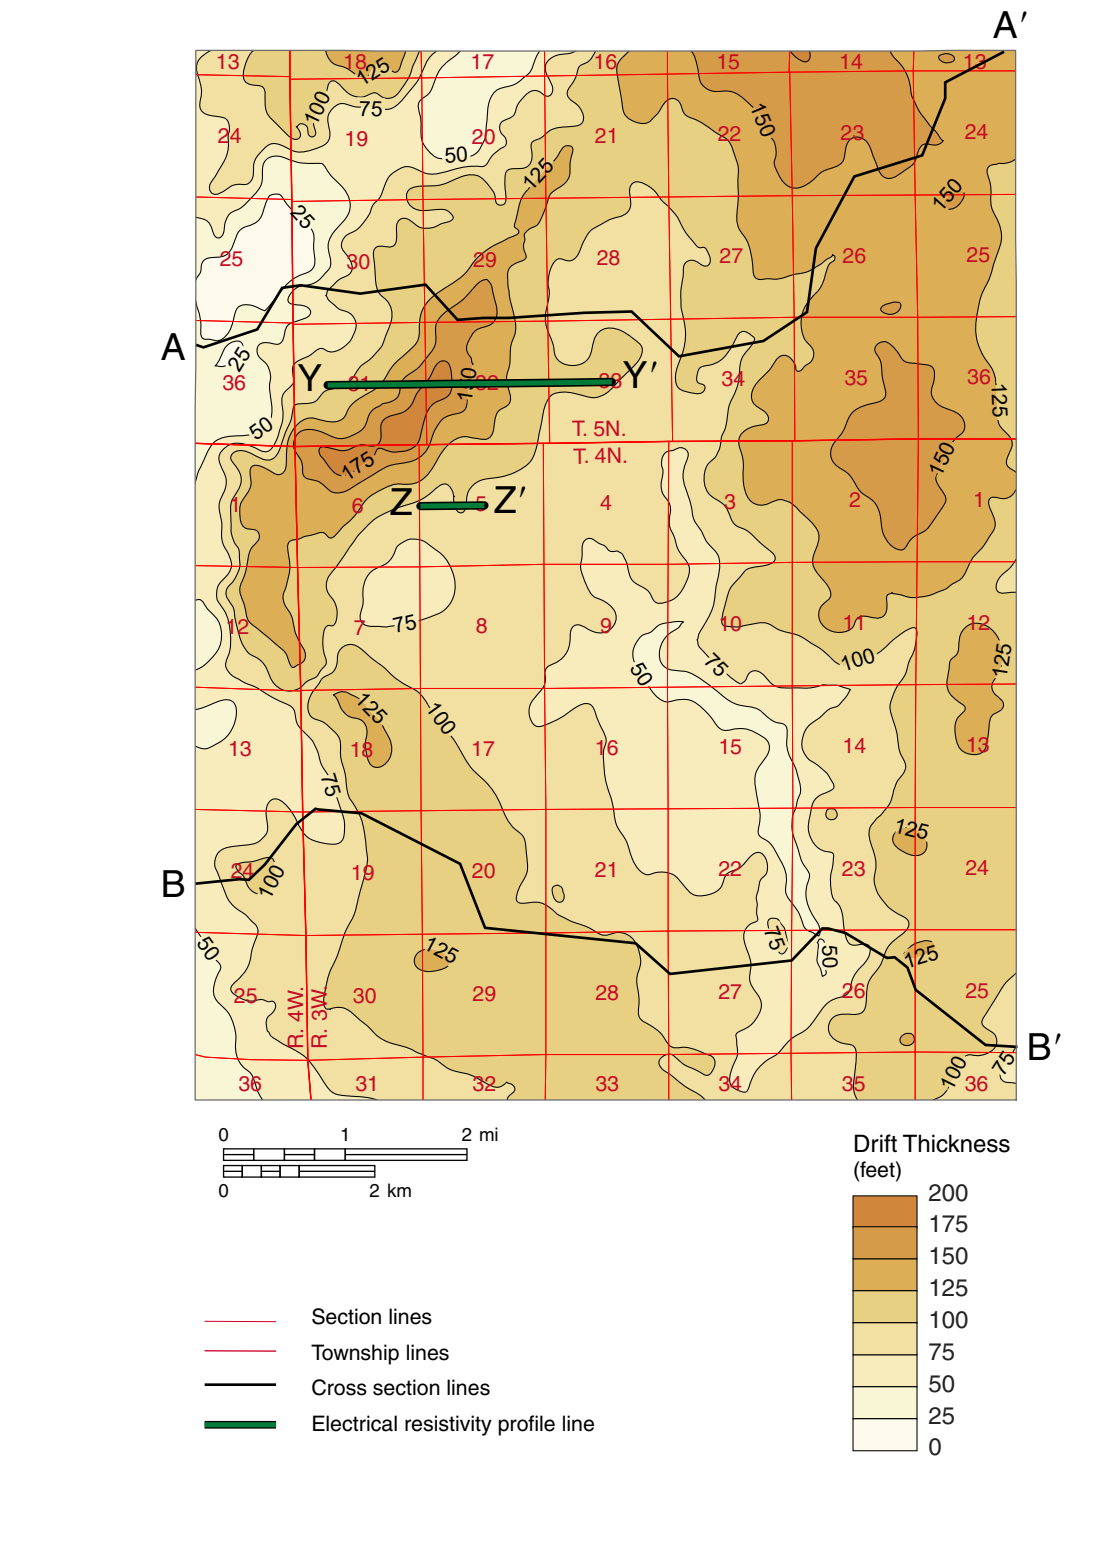 A′
13 18 17 16 15 14 13
125
100 75
150
24 19 20 21 22 23 24
50
125
150
25
25 30 29 28 27 26 25
A
25
36 Y 31 150 32 33 Y′ 34 35 36
125
50
T. 5N.
T. 4N.
175
150
1 6 Z 5 Z′ 4 3 2 1
75
12 7 8 9 10 11 12
50 75 100 125
125 100
13 18 17 16 15 14 13
75
125
B 24 100 19 20 21 22 23 24
50 125 75 50 125
25 30 29 28 27 26 25
R. 4W.
R. 3W.
B′
100 75
36 31 32 33 34 35 36
0 1 2 mi
0 2 km
Drift Thickness
(feet)
200
175
150
125
100
75
50
25
0
Section lines
Township lines
Cross section lines
Electrical resistivity profile line